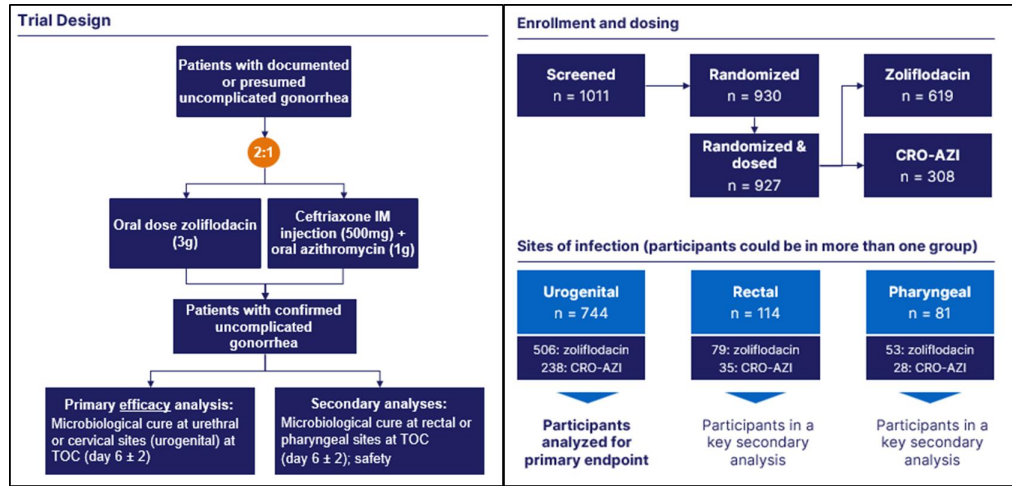 Trial Design
Patients with documented
or presumed
uncomplicated gonorrhea
2:1
Oral dose zoliflodacin
(3g)
Ceftriaxone IM
injection (500mg) +
oral azithromycin (1g)
Patients with confirmed
uncomplicated
gonorrhea
Primary efficacy analysis:
Microbiological cure at urethral
or cervical sites (urogenital) at
TOC (day 6 ± 2)
Secondary analyses:
Microbiological cure at rectal or
pharyngeal sites at TOC
(day 6 ± 2); safety
Enrollment and dosing
Screened
n = 1011
Randomized
n = 930
Zoliflodacin
n = 619
Randomized &
dosed
n = 927
CRO-AZI
n = 308
Sites of infection (participants could be in more than one group)
Urogenital
n = 744
506: zoliflodacin
238: CRO-AZI
Participants
analyzed for
primary endpoint
Rectal
n = 114
79: zoliflodacin
35: CRO-AZI
Participants in a
key secondary
analysis
Pharyngeal
n = 81
53: zoliflodacin
28: CRO-AZI
Participants in a
key secondary
analysis